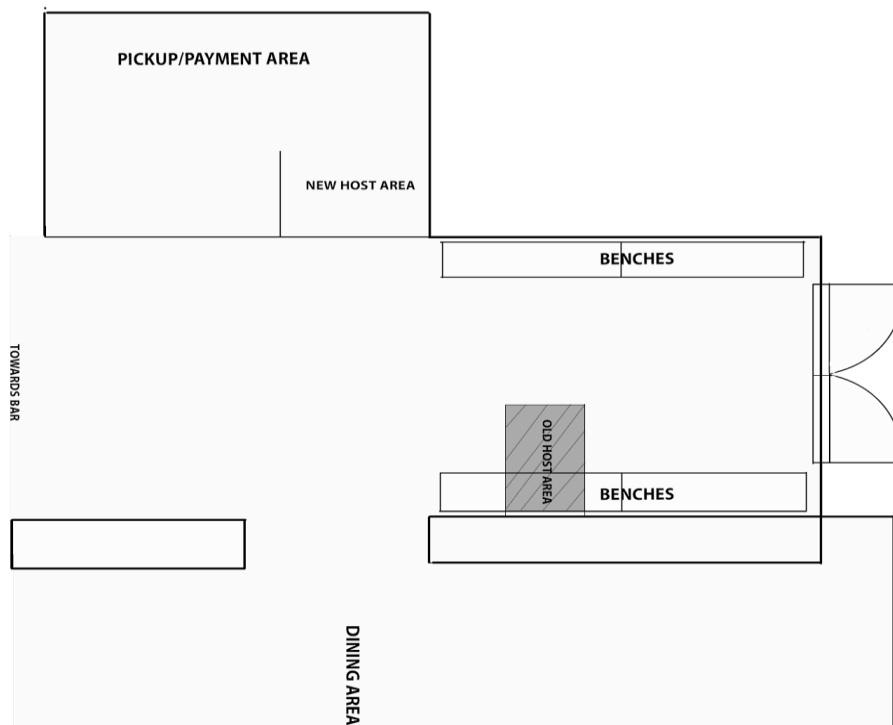 PICKUP/PAYMENT AREA
NEW HOST AREA
BENCHES
TOWARDS BAR
OLD HOST AREA
BENCHES
DINING AREA